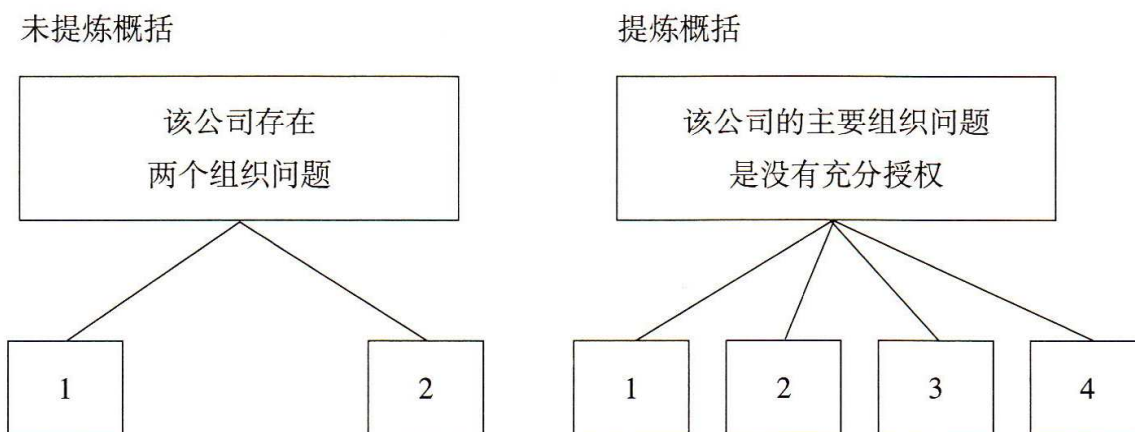 未提炼概括
该公司存在
两个组织问题
1
2
提炼概括
该公司的主要组织问题
是没有充分授权
1
2
3
4